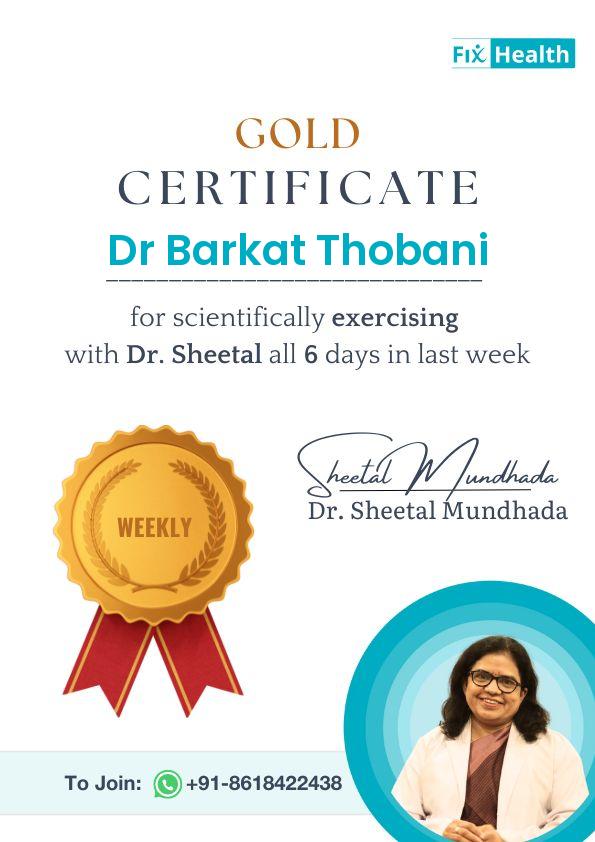 Fix Health
GOLD
CERTIFICATE
Dr Barkat Thobani
for scientifically exercising
with Dr. Sheetal all 6 days in last week
WEEKLY
Sheetal Mundhada
Dr. Sheetal Mundhada
To Join: +91-8618422438